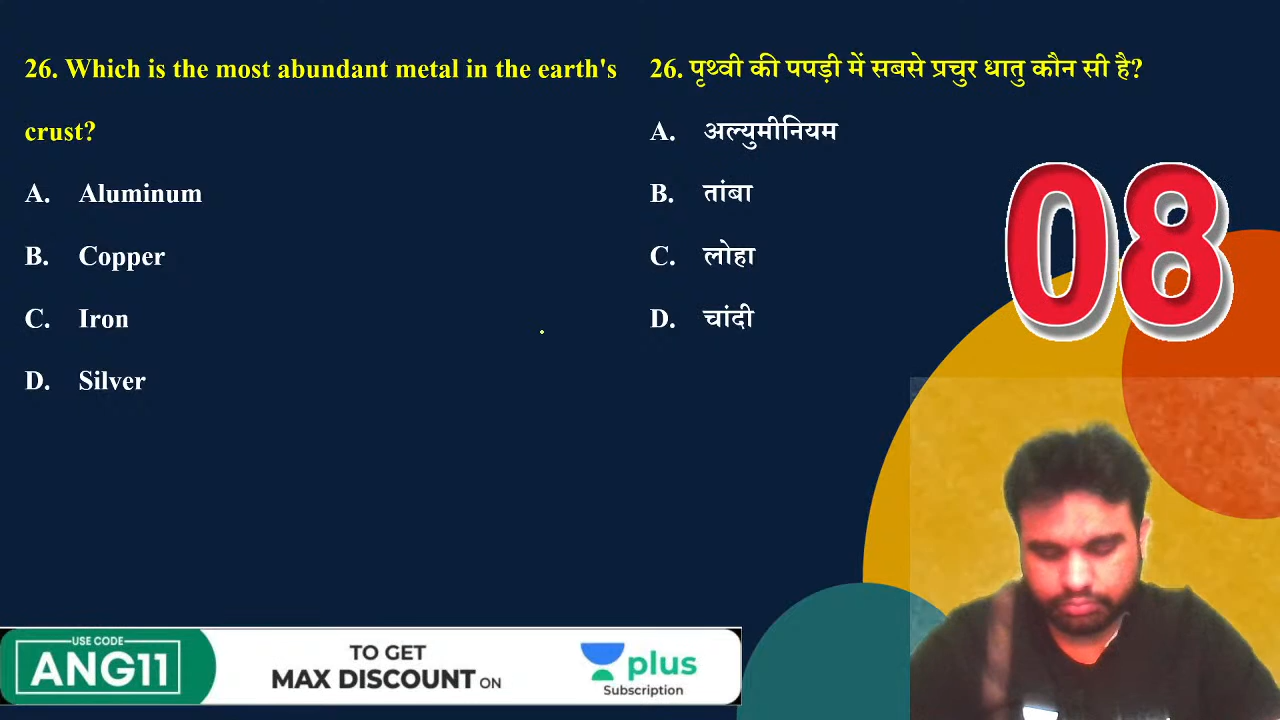 26. Which is the most abundant metal in the earth's
crust?
A. Aluminum
B. Copper
C. Iron
D. Silver
26. पृथ्वी की पपड़ी में सबसे प्रचुर धातु कौन सी है?
A. अल्युमीनियम
B. तांबा
C. लोहा
D. चांदी
08
USE CODE
ANG11
TO GET
MAX DISCOUNT ON
plus
Subscription